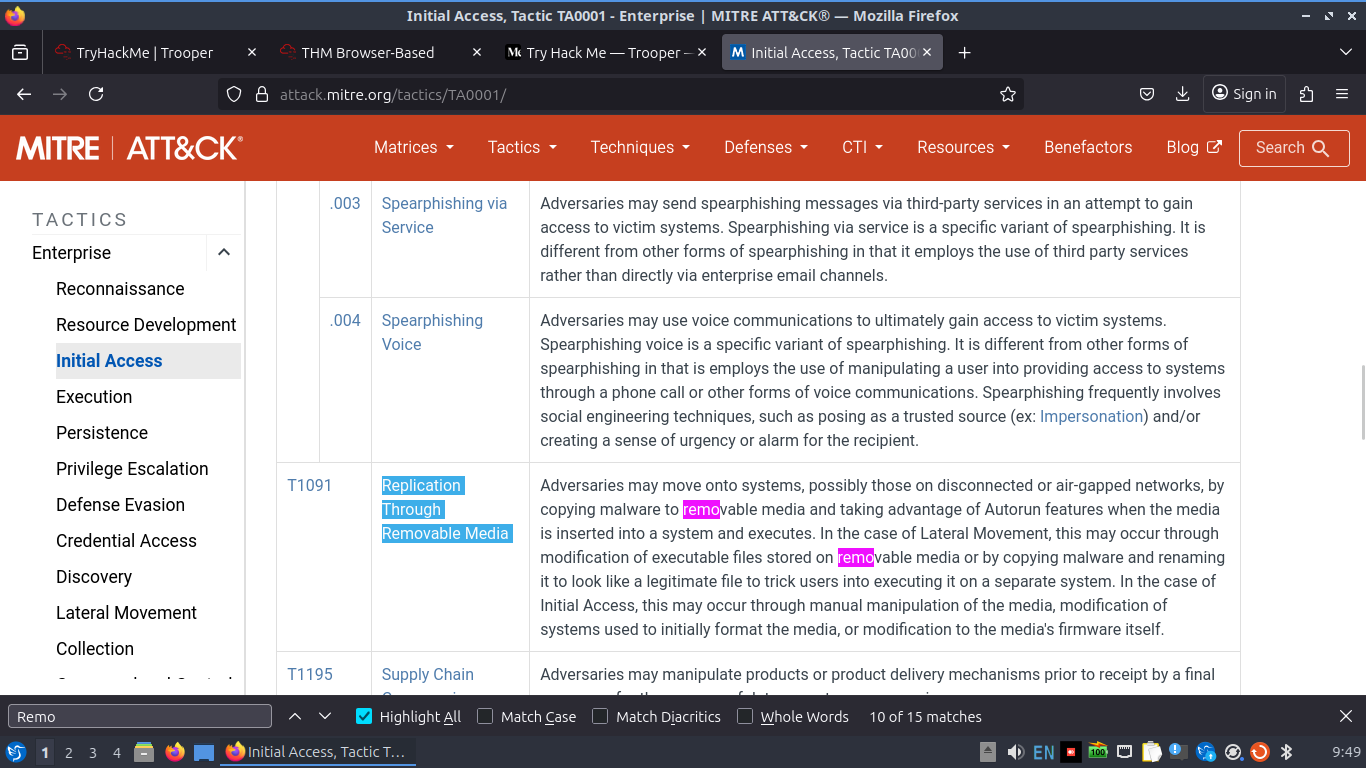 Initial Access, Tactic TA0001 - Enterprise | MITRE ATT&CK® — Mozilla Firefox
TryHackMe | Trooper
THM Browser-Based
Try Hack Me — Trooper
Initial Access, Tactic TA00
attack.mitre.org/tactics/TA0001/
Sign in
MITRE | ATT&CK®
Matrices
Tactics
Techniques
Defenses
CTI
Resources
Benefactors
Blog
Search
TACTICS
Enterprise
Reconnaissance
Resource Development
Initial Access
Execution
Persistence
Privilege Escalation
Defense Evasion
Credential Access
Discovery
Lateral Movement
Collection
.003
Spearphishing via
Service
Adversaries may send spearphishing messages via third-party services in an attempt to gain
access to victim systems. Spearphishing via service is a specific variant of spearphishing. It is
different from other forms of spearphishing in that it employs the use of third party services
rather than directly via enterprise email channels.
.004
Spearphishing
Voice
Adversaries may use voice communications to ultimately gain access to victim systems.
Spearphishing voice is a specific variant of spearphishing. It is different from other forms of
spearphishing in that is employs the use of manipulating a user into providing access to systems
through a phone call or other forms of voice communications. Spearphishing frequently involves
social engineering techniques, such as posing as a trusted source (ex: Impersonation) and/or
creating a sense of urgency or alarm for the recipient.
T1091
Replication
Through
Removable Media
Adversaries may move onto systems, possibly those on disconnected or air-gapped networks, by
copying malware to removable media and taking advantage of Autorun features when the media
is inserted into a system and executes. In the case of Lateral Movement, this may occur through
modification of executable files stored on removable media or by copying malware and renaming
it to look like a legitimate file to trick users into executing it on a separate system. In the case of
Initial Access, this may occur through manual manipulation of the media, modification of
systems used to initially format the media, or modification to the media's firmware itself.
T1195
Supply Chain
Adversaries may manipulate products or product delivery mechanisms prior to receipt by a final
Remo
Highlight All
Match Case
Match Diacritics
Whole Words
10 of 15 matches
1
2
3
4
Initial Access, Tactic T...
EN
100
9:49